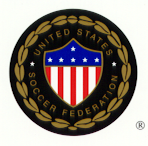 UNITED STATES
SOCCER FEDERATION
®